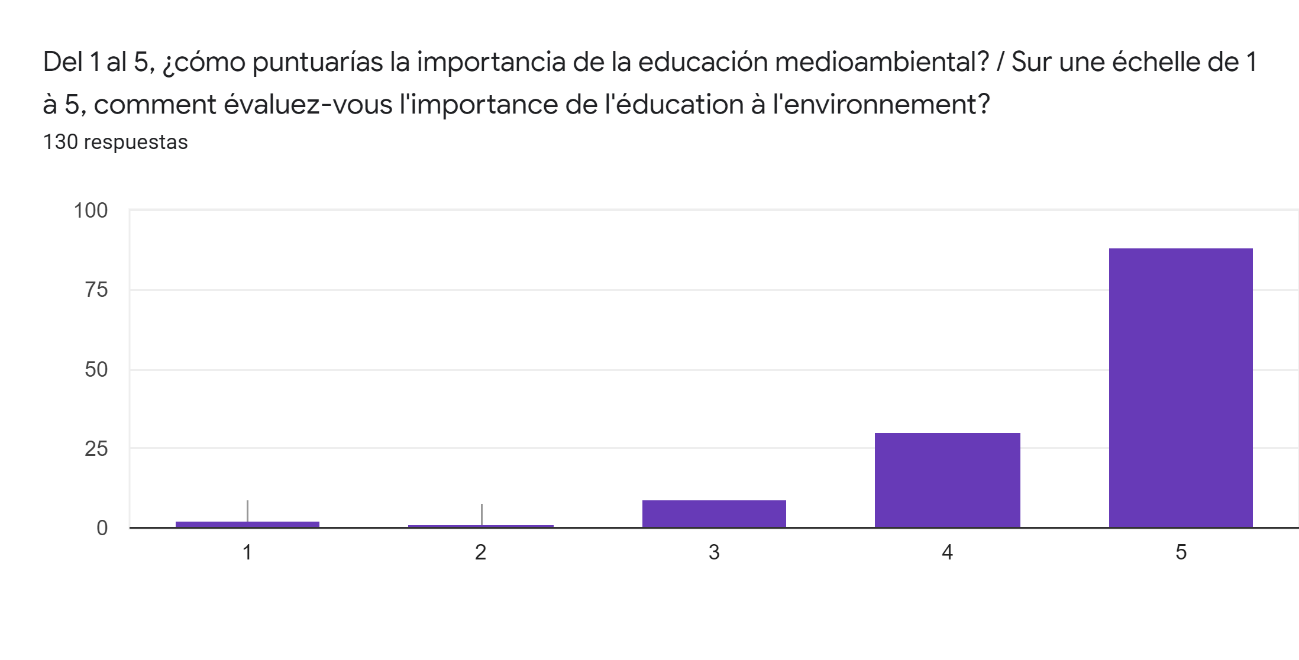 Del 1 al 5, ¿cómo puntuarías la importancia de la educación medioambiental? / Sur une échelle de 1
à 5, comment évaluez-vous l'importance de l'éducation à l'environnement?
130 respuestas
100
75
50
25
0
1 2 3 4 5